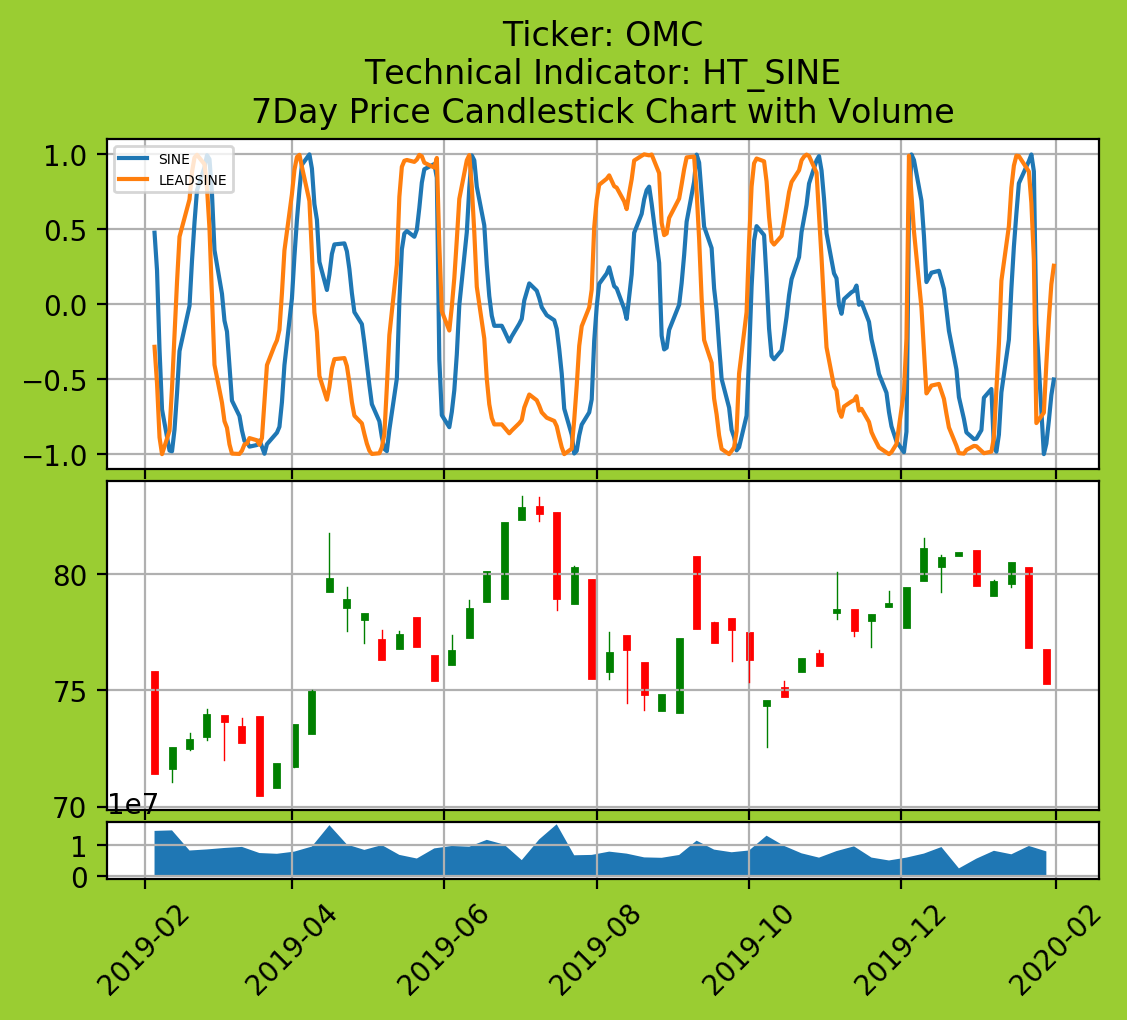 Ticker: OMC
Technical Indicator: HT_SINE
7Day Price Candlestick Chart with Volume
1.0
0.5
0.0
−0.5
−1.0
SINE
LEADSINE
80
75
70
1e7
1
0
2019-02
2019-04
2019-06
2019-08
2019-10
2019-12
2020-02